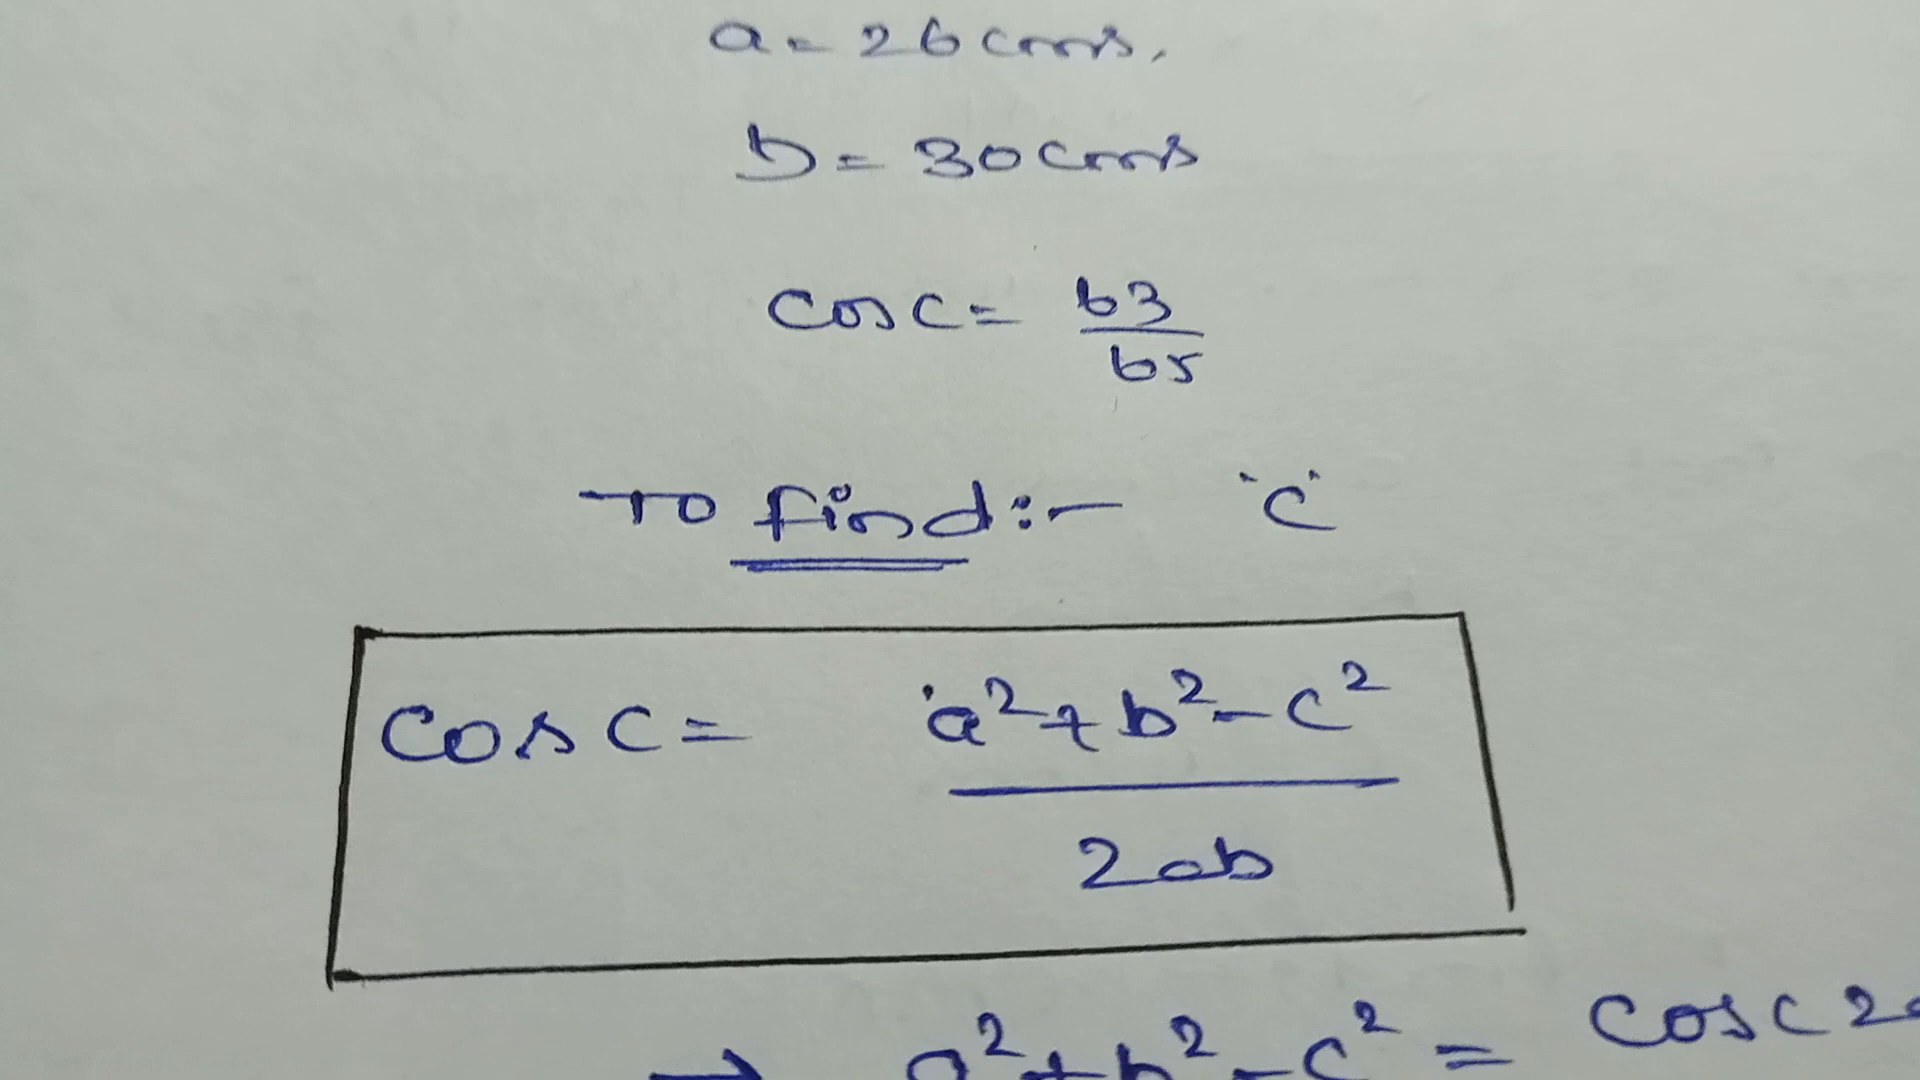 a = 26 cms.
b = 30 cms
cos C = 63/65
To find:- 'C'
cos C = a² + b² - c² / 2ab
→ a² + b² - c² = cos C 2